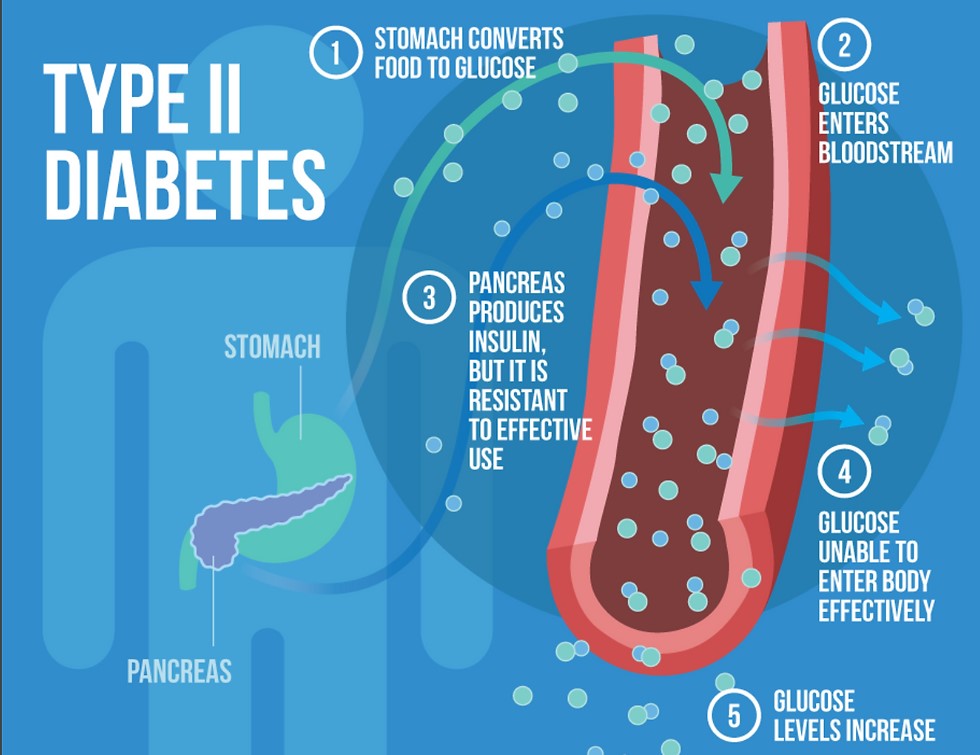 TYPE II
DIABETES
1
STOMACH CONVERTS
FOOD TO GLUCOSE
2
GLUCOSE
ENTERS
BLOODSTREAM
3
PANCREAS
PRODUCES
INSULIN,
BUT IT IS
RESISTANT
TO EFFECTIVE
USE
STOMACH
PANCREAS
4
GLUCOSE
UNABLE TO
ENTER BODY
EFFECTIVELY
5
GLUCOSE
LEVELS INCREASE